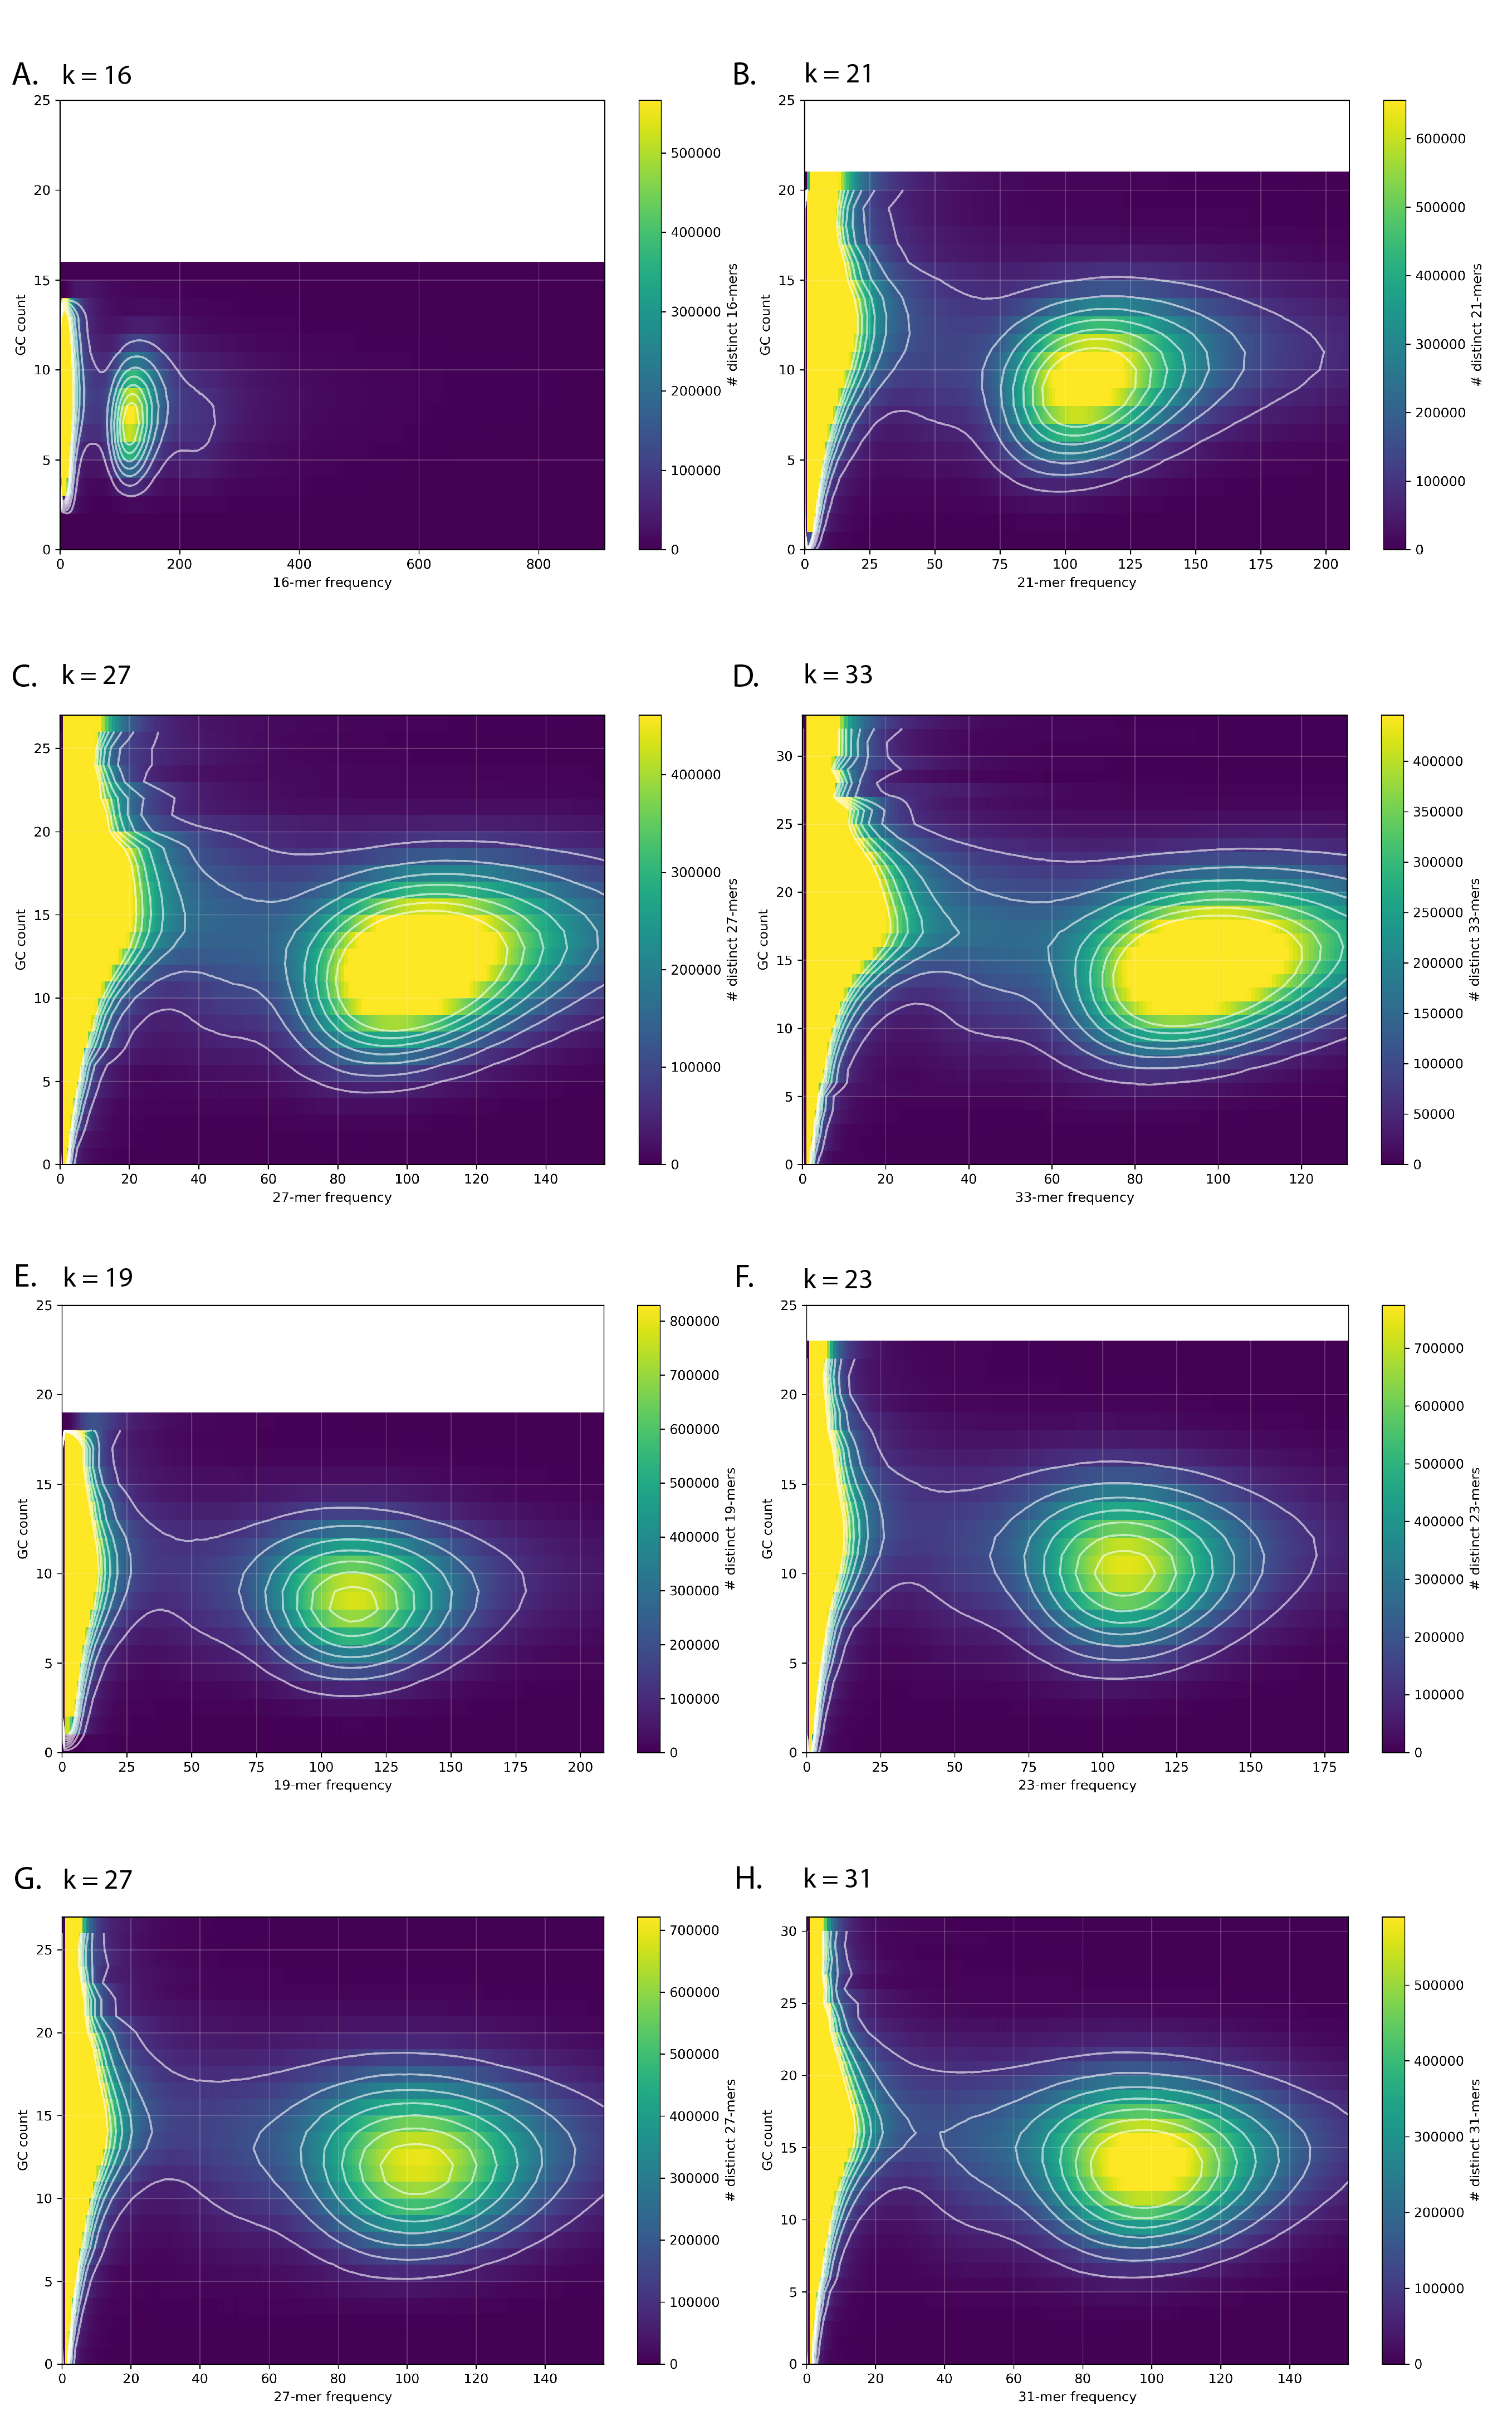 A. k = 16
25
20
15
10
5
0
GC count
0 200 400 600 800
16-mer frequency
500000
400000
300000
200000
100000
0
# distinct 16-mers
B. k = 21
25
20
15
10
5
0
GC count
0 25 50 75 100 125 150 175 200
21-mer frequency
600000
500000
400000
300000
200000
100000
0
# distinct 21-mers
C. k = 27
25
20
15
10
5
0
GC count
0 20 40 60 80 100 120 140
27-mer frequency
400000
300000
200000
100000
0
# distinct 27-mers
D. k = 33
30
25
20
15
10
5
0
GC count
0 20 40 60 80 100 120
33-mer frequency
400000
350000
300000
250000
200000
150000
100000
50000
0
# distinct 33-mers
E. k = 19
25
20
15
10
5
0
GC count
0 25 50 75 100 125 150 175 200
19-mer frequency
800000
700000
600000
500000
400000
300000
200000
100000
0
# distinct 19-mers
F. k = 23
25
20
15
10
5
0
GC count
0 25 50 75 100 125 150 175
23-mer frequency
700000
600000
500000
400000
300000
200000
100000
0
# distinct 23-mers
G. k = 27
25
20
15
10
5
0
GC count
0 20 40 60 80 100 120 140
27-mer frequency
700000
600000
500000
400000
300000
200000
100000
0
# distinct 27-mers
H. k = 31
30
25
20
15
10
5
0
GC count
0 20 40 60 80 100 120 140
31-mer frequency
500000
400000
300000
200000
100000
0
# distinct 31-mers